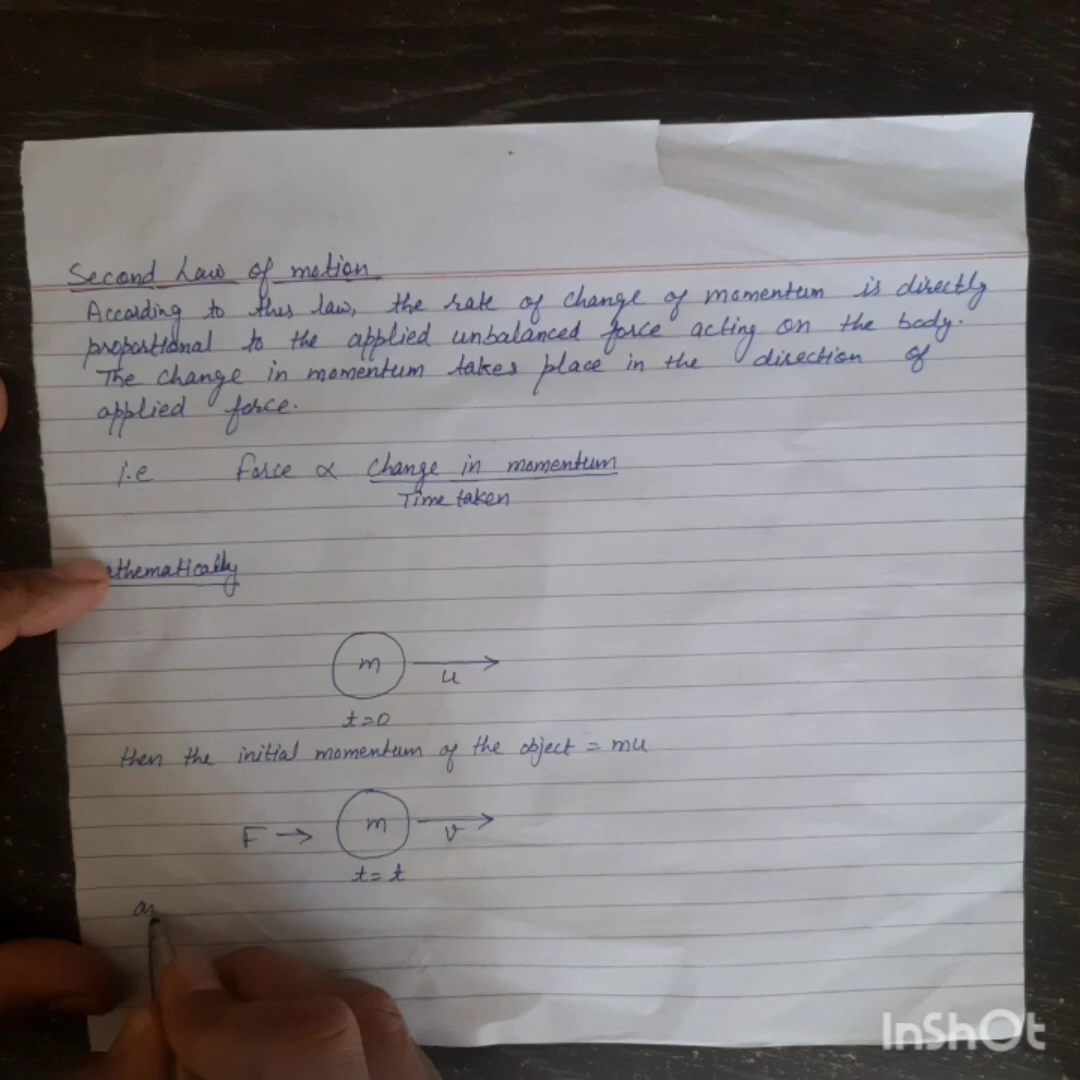 Second Law of motion
According to this law, the rate of change of momentum is directly
proportional to the applied unbalanced force acting on the body.
The change in momentum takes place in the direction of
applied force.
i.e Force ∝ Change in momentum
Time taken
athematically
m
u
t=0
then the initial momentum of the object = mu
F → m
v
t=t
an
InShOt